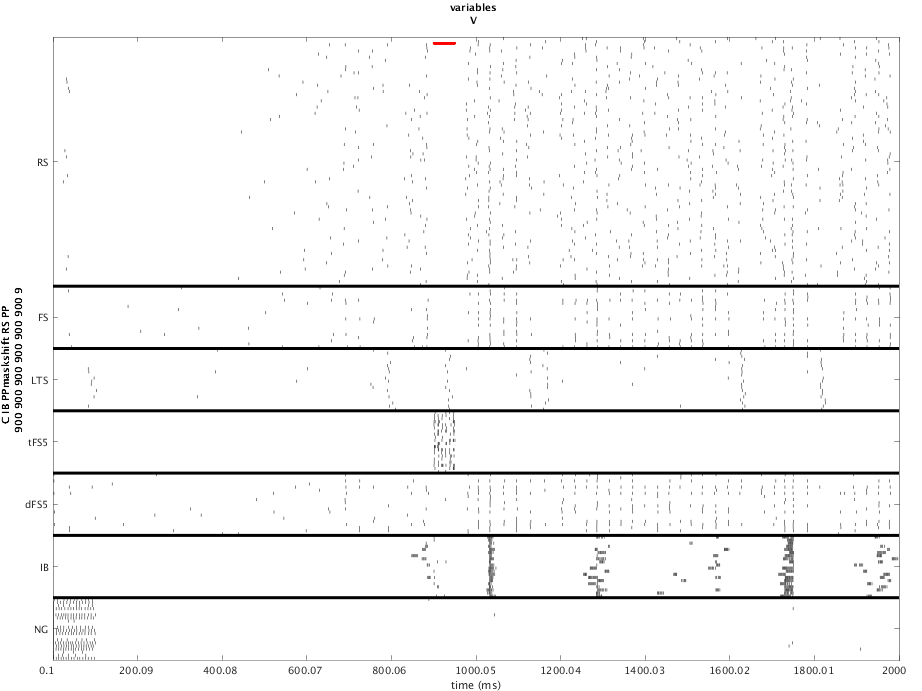 variables
V
C IB PPmaskshift RS PP
900 900 900 900 900 900 9
RS
FS
LTS
tFS5
dFS5
IB
NG
0.1 200.09 400.08 600.07 800.06 1000.05 1200.04 1400.03 1600.02 1800.01 2000
time (ms)